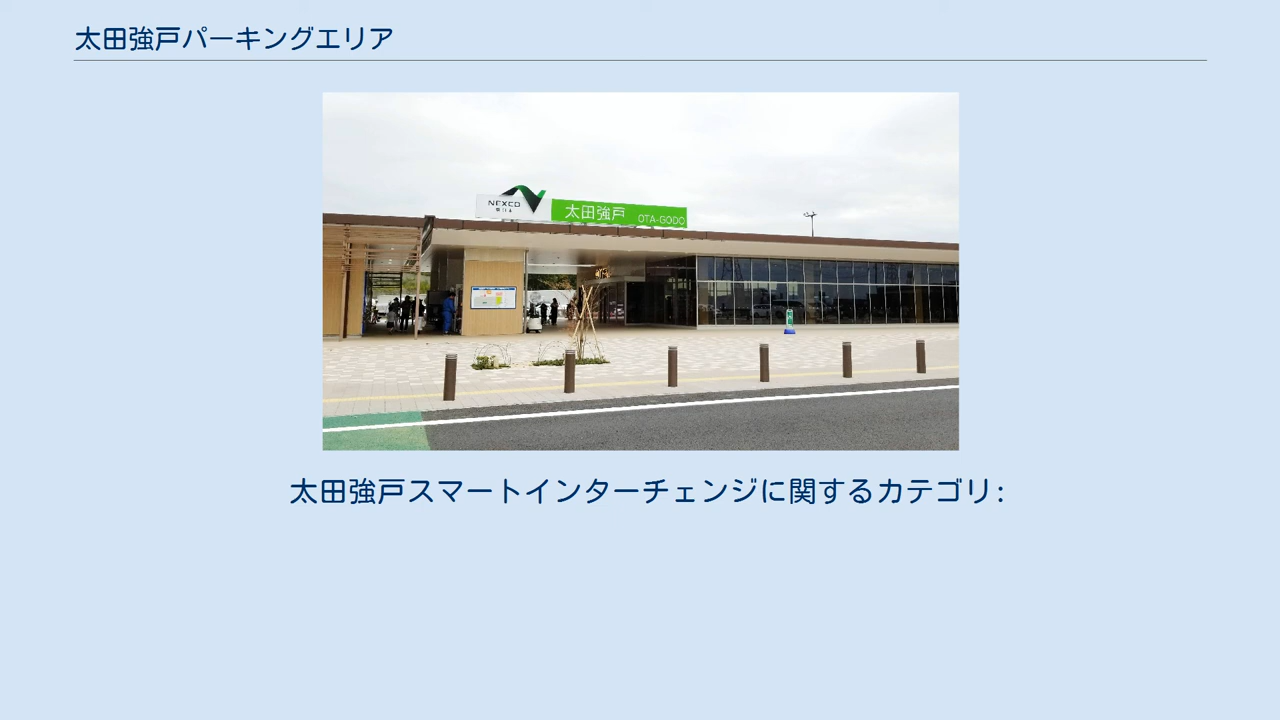 太田強戸パーキングエリア
NEXCO
太田強戸 OTA-GODO
太田強戸スマートインターチェンジに関するカテゴリ: